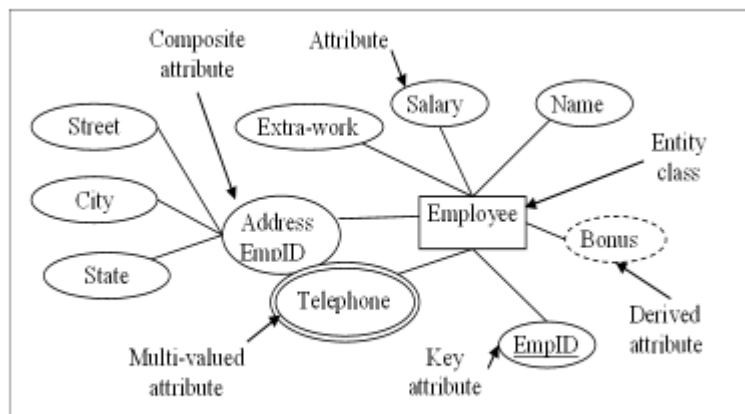 Composite
attribute
Attribute
Street
Extra-work
Salary
Name
Entity
class
City
Address
EmpID
Employee
Bonus
State
Telephone
Derived
attribute
Multi-valued
attribute
Key
attribute
EmpID